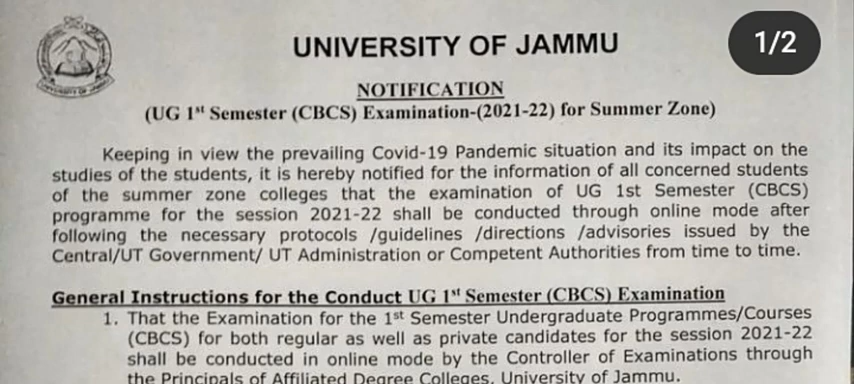 1/2
UNIVERSITY OF JAMMU
NOTIFICATION
(UG 1st Semester (CBCS) Examination-(2021-22) for Summer Zone)
Keeping in view the prevailing Covid-19 Pandemic situation and its impact on the
studies of the students, it is hereby notified for the information of all concerned students
of the summer zone colleges that the examination of UG 1st Semester (CBCS)
programme for the session 2021-22 shall be conducted through online mode after
following the necessary protocols /guidelines /directions /advisories issued by the
Central/UT Government/ UT Administration or Competent Authorities from time to time.
General Instructions for the Conduct UG 1st Semester (CBCS) Examination
1. That the Examination for the 1st Semester Undergraduate Programmes/Courses
(CBCS) for both regular as well as private candidates for the session 2021-22
shall be conducted in online mode by the Controller of Examinations through
the Principals of Affiliated Degree Colleges, University of Jammu.